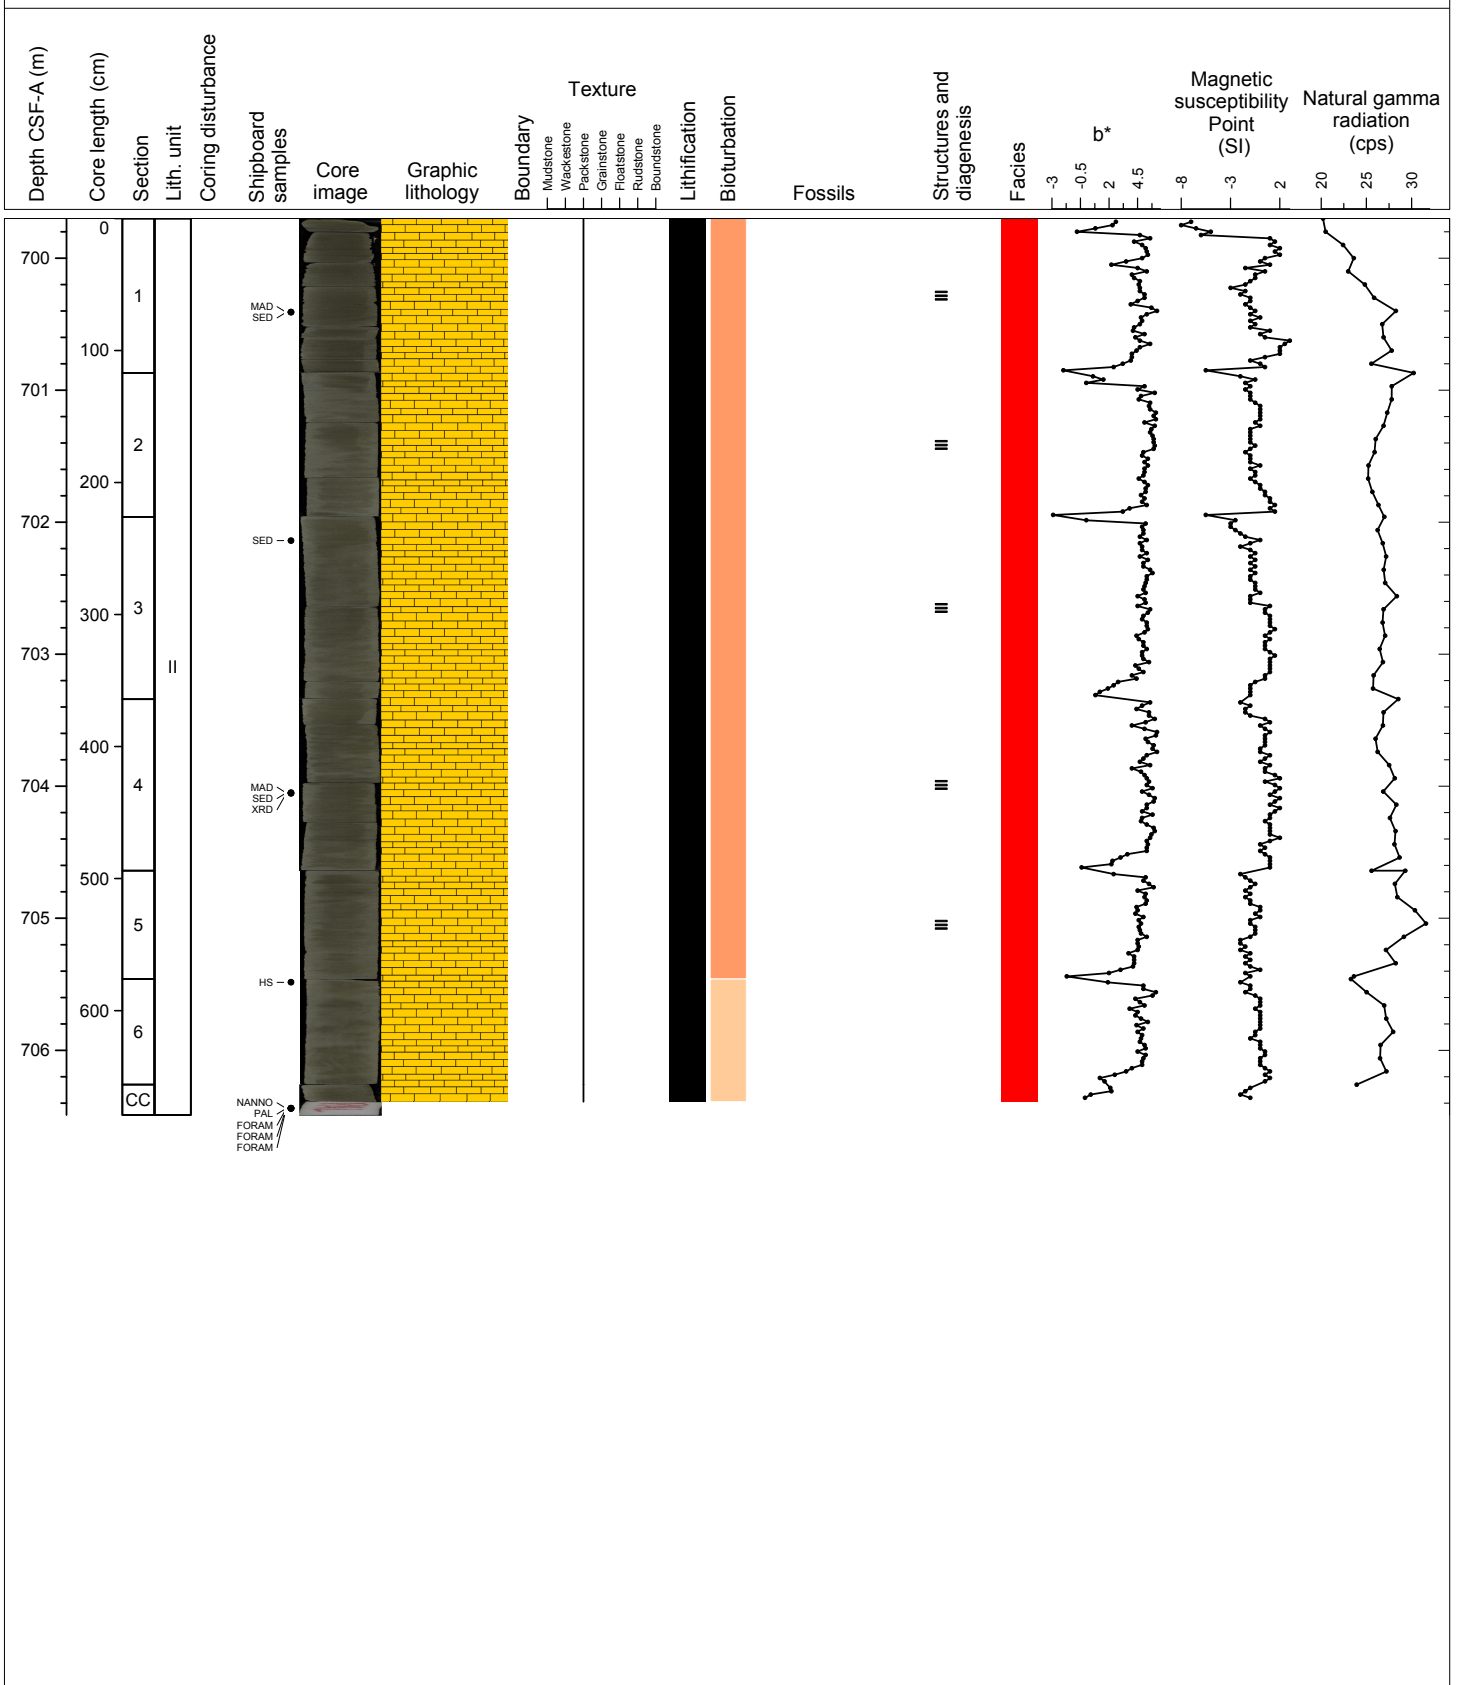 Depth CSF-A (m)
Core length (cm)
Section
Lith. unit
Coring disturbance
Shipboard
samples
Core
image
Graphic
lithology
Boundary
Texture
Mudstone
Wackestone
Packstone
Grainstone
Floatstone
Rudstone
Boundstone
Lithification
Bioturbation
Fossils
Structures and
diagenesis
Facies
b*
-3
-0.5
2
4.5
Magnetic
susceptibility
Point
(SI)
-8
-3
2
Natural gamma
radiation
(cps)
20
25
30
700
701
702
703
704
705
706
0
100
200
300
400
500
600
1
2
3
4
5
6
CC
II
MAD
SED
SED
MAD
SED
XRD
HS
NANNO
PAL
FORAM
FORAM
FORAM